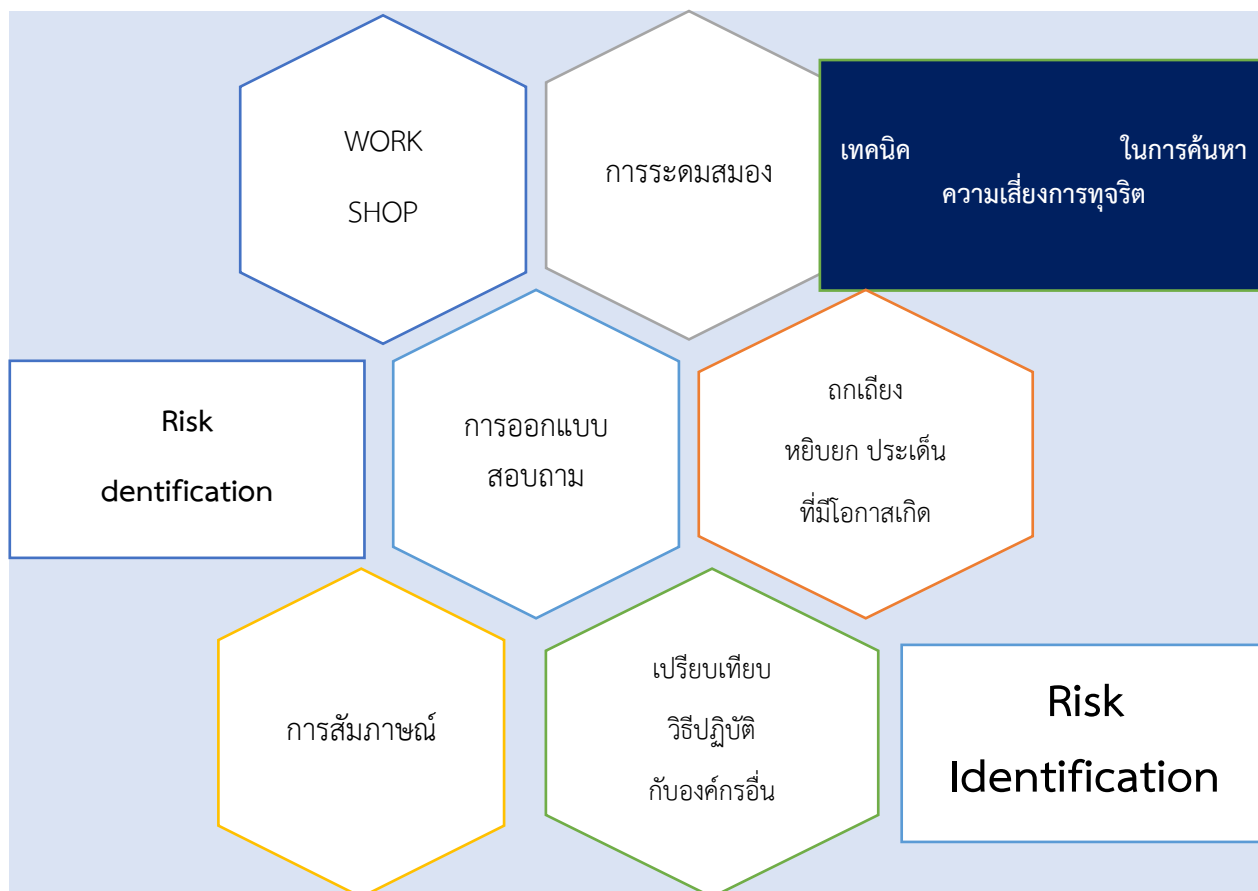 WORK
SHOP
การระดมสมอง
เทคนิค ในการค้นหา
ความเสี่ยงการทุจริต
Risk
dentification
การออกแบบ
สอบถาม
ถกเถียง
หยิบยก ประเด็น
ที่มีโอกาสเกิด
การสัมภาษณ์
เปรียบเทียบ
วิธีปฏิบัติ
กับองค์กรอื่น
Risk
Identification